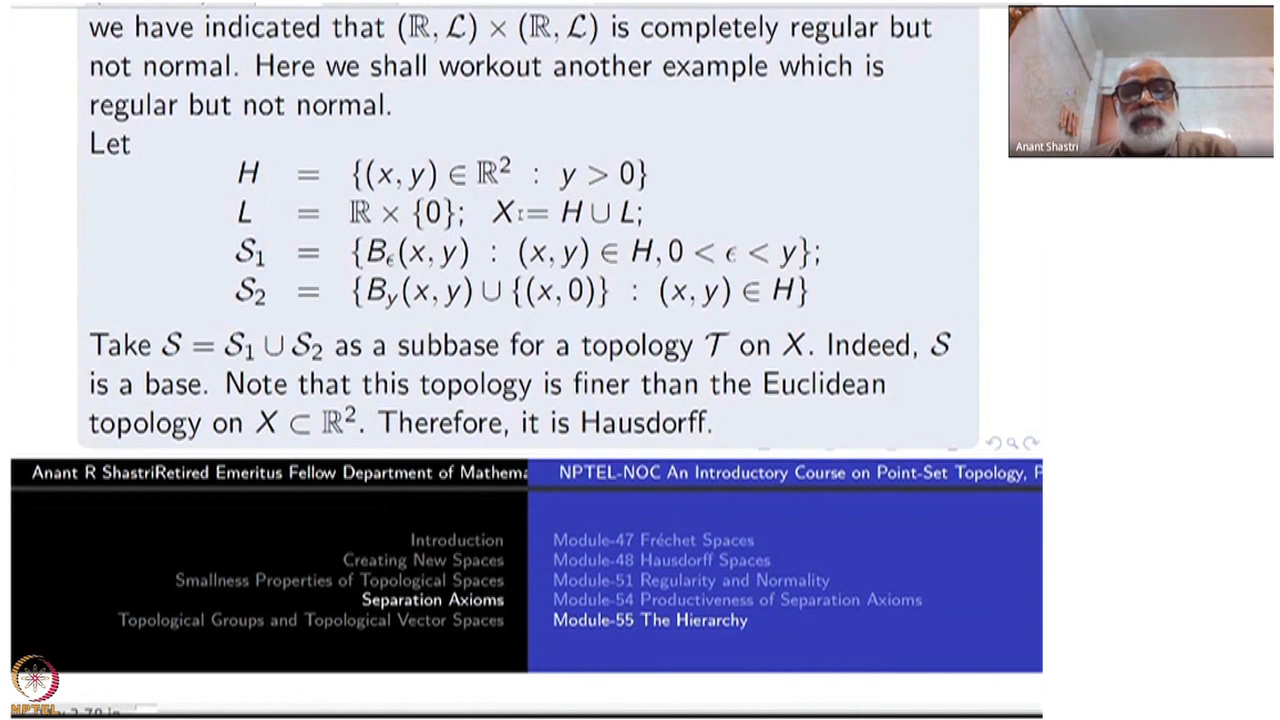 we have indicated that (ℝ, ℒ) × (ℝ, ℒ) is completely regular but
not normal. Here we shall workout another example which is
regular but not normal.
Let
H = {(x, y) ∈ ℝ² : y > 0}
L = ℝ × {0}; X := H ∪ L;
𝒮₁ = {B_ϵ(x, y) : (x, y) ∈ H, 0 < ϵ < y};
𝒮₂ = {B_y(x, y) ∪ {(x, 0)} : (x, y) ∈ H}
Take 𝒮 = 𝒮₁ ∪ 𝒮₂ as a subbase for a topology 𝒯 on X. Indeed, 𝒮
is a base. Note that this topology is finer than the Euclidean
topology on X ⊂ ℝ². Therefore, it is Hausdorff.
Anant Shastri
Anant R ShastriRetired Emeritus Fellow Department of Mathema
NPTEL-NOC An Introductory Course on Point-Set Topology, P
Introduction
Creating New Spaces
Smallness Properties of Topological Spaces
Separation Axioms
Topological Groups and Topological Vector Spaces
Module-47 Fréchet Spaces
Module-48 Hausdorff Spaces
Module-51 Regularity and Normality
Module-54 Productiveness of Separation Axioms
Module-55 The Hierarchy
NPTEL